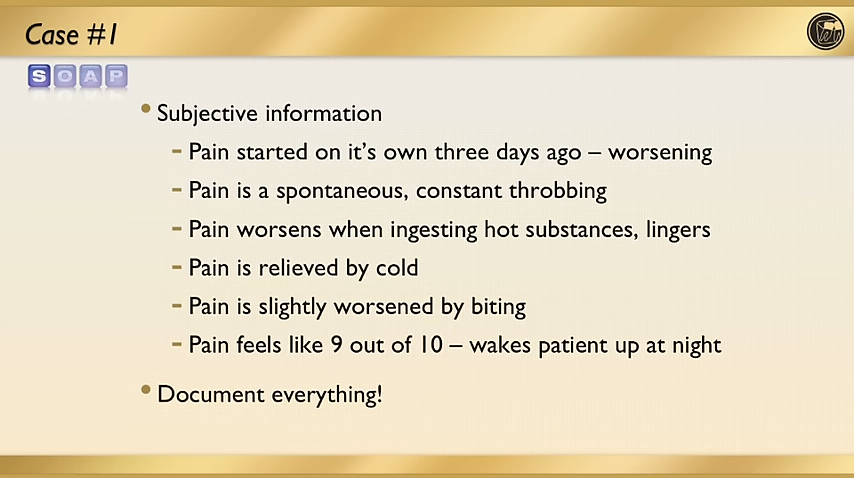 Case #1
S O A P
• Subjective information
– Pain started on it's own three days ago – worsening
– Pain is a spontaneous, constant throbbing
– Pain worsens when ingesting hot substances, lingers
– Pain is relieved by cold
– Pain is slightly worsened by biting
– Pain feels like 9 out of 10 – wakes patient up at night
• Document everything!